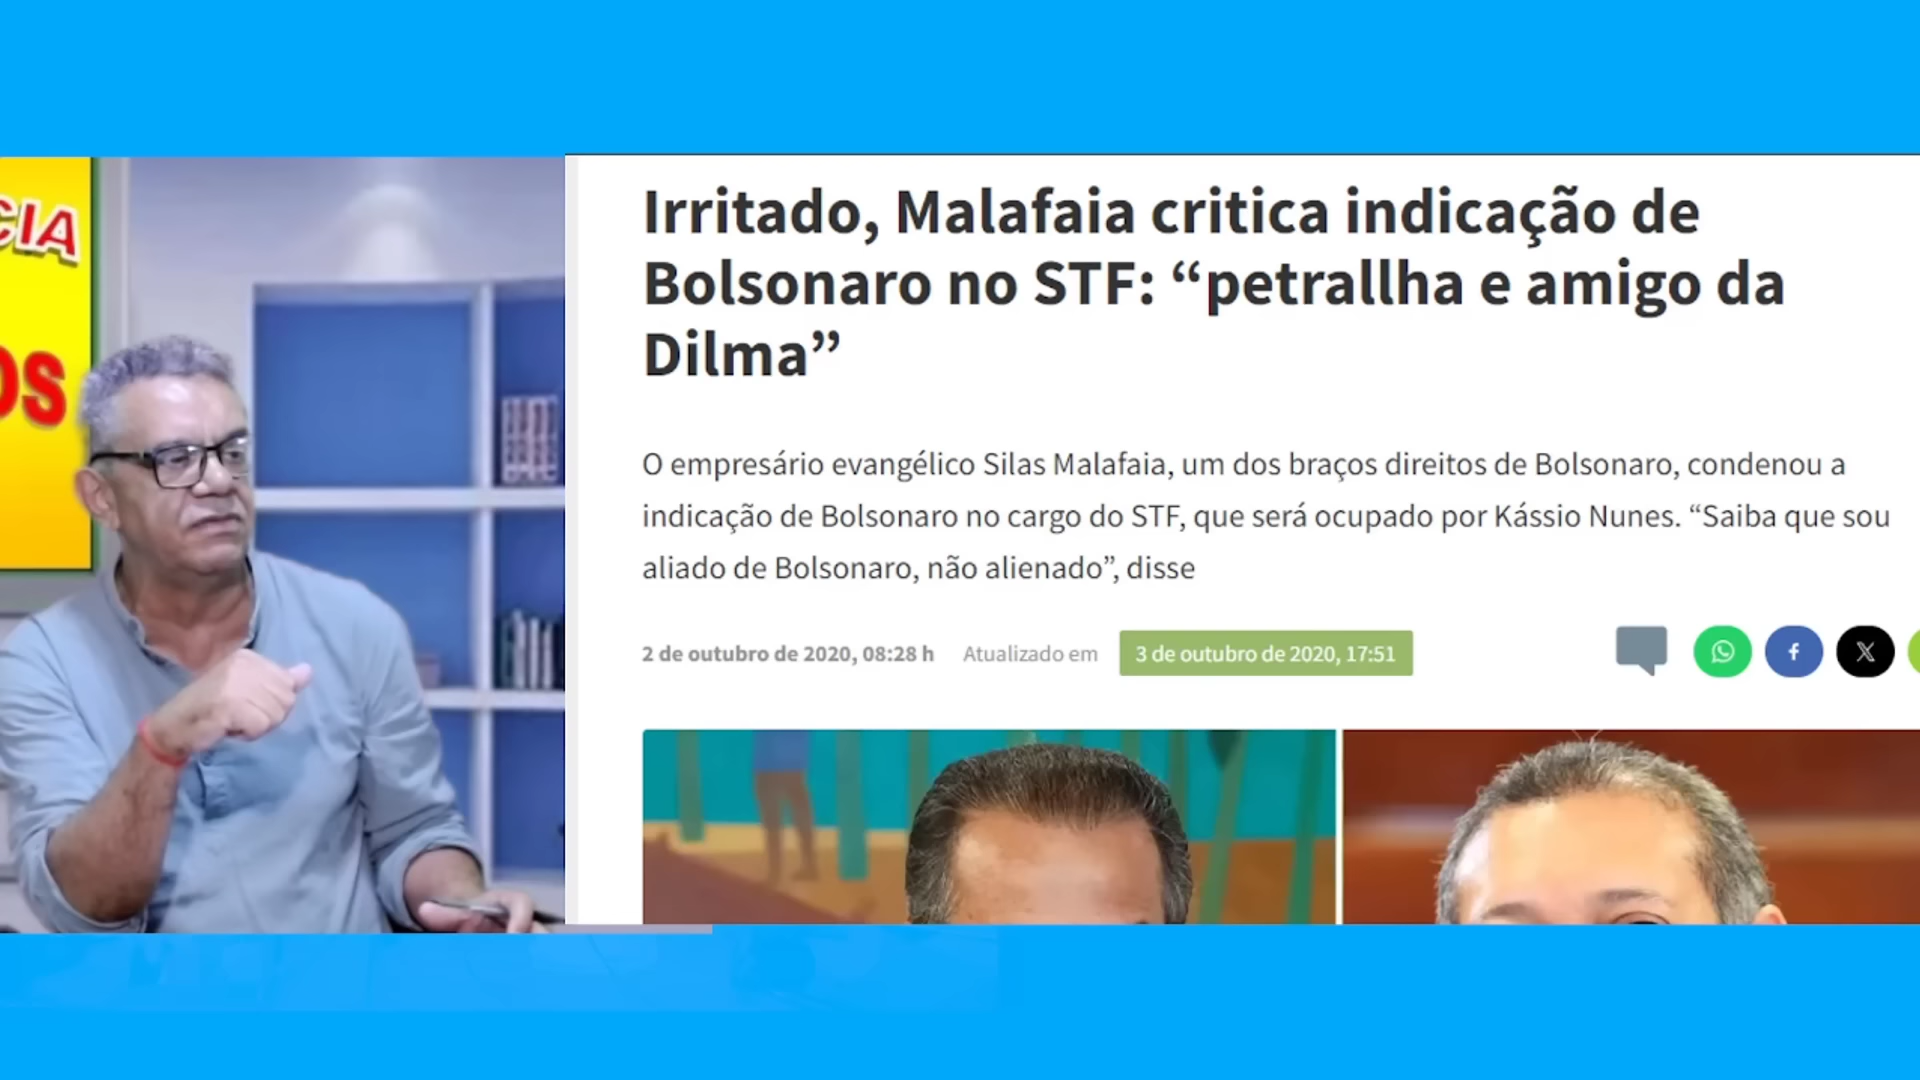 CIA
OS
Irritado, Malafaia critica indicação de
Bolsonaro no STF: “petrallha e amigo da
Dilma”
O empresário evangélico Silas Malafaia, um dos braços direitos de Bolsonaro, condenou a
indicação de Bolsonaro no cargo do STF, que será ocupado por Kássio Nunes. “Saiba que sou
aliado de Bolsonaro, não alienado”, disse
2 de outubro de 2020, 08:28 h Atualizado em 3 de outubro de 2020, 17:51